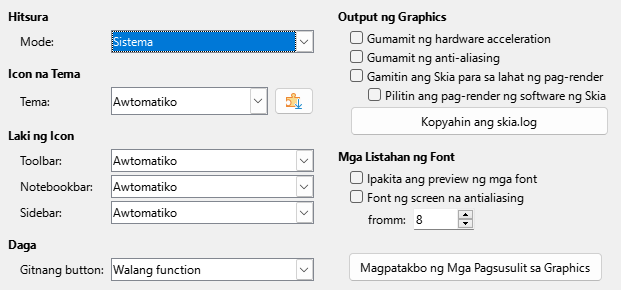 Hitsura
Mode: Sistema
Icon na Tema
Tema: Awtomatiko
Laki ng Icon
Toolbar: Awtomatiko
Notebookbar: Awtomatiko
Sidebar: Awtomatiko
Daga
Gitnang button: Walang function
Output ng Graphics
Gumamit ng hardware acceleration
Gumamit ng anti-aliasing
Gamitin ang Skia para sa lahat ng pag-render
Pilitin ang pag-render ng software ng Skia
Kopyahin ang skia.log
Mga Listahan ng Font
Ipakita ang preview ng mga font
Font ng screen na antialiasing
fromm: 8
Magpatakbo ng Mga Pagsusulit sa Graphics